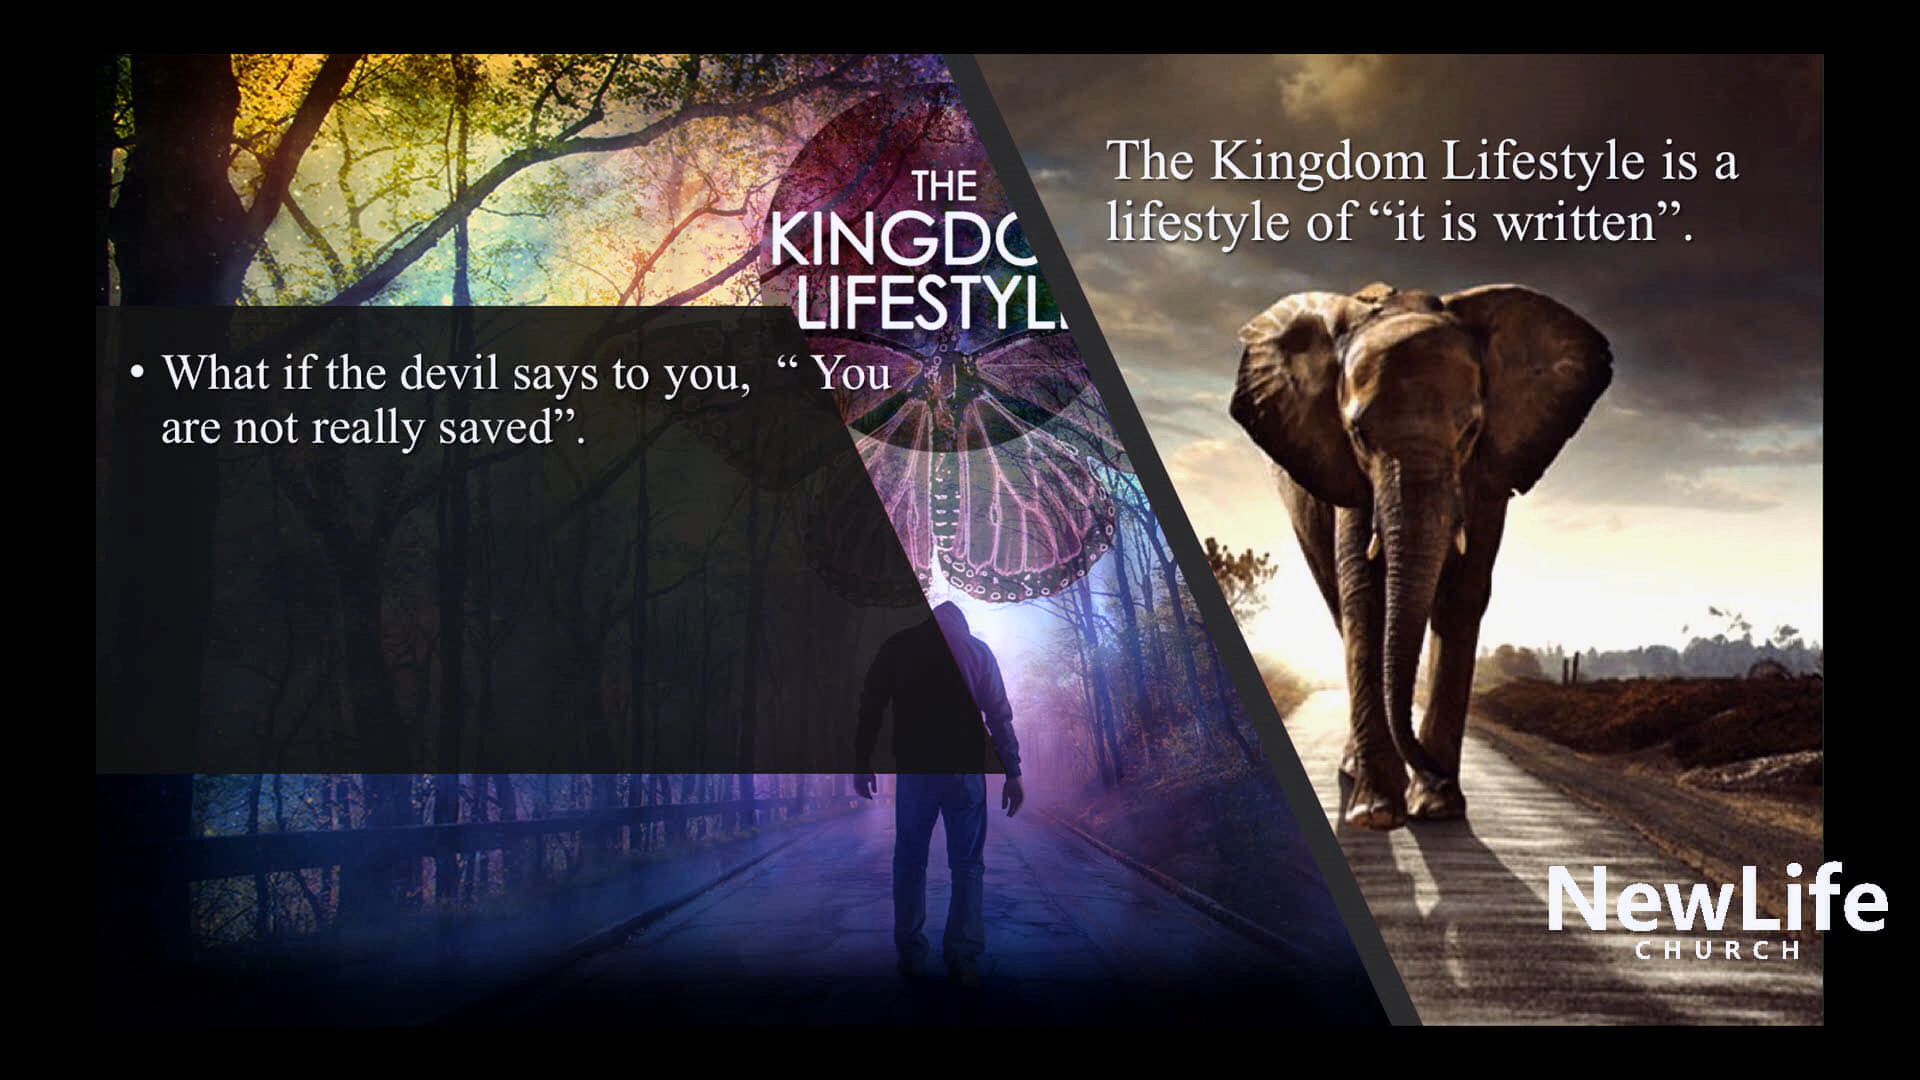 THE
KINGDO
LIFESTYL
• What if the devil says to you,  “ You
are not really saved”.
The Kingdom Lifestyle is a
lifestyle of “it is written”.
NewLife
CHURCH